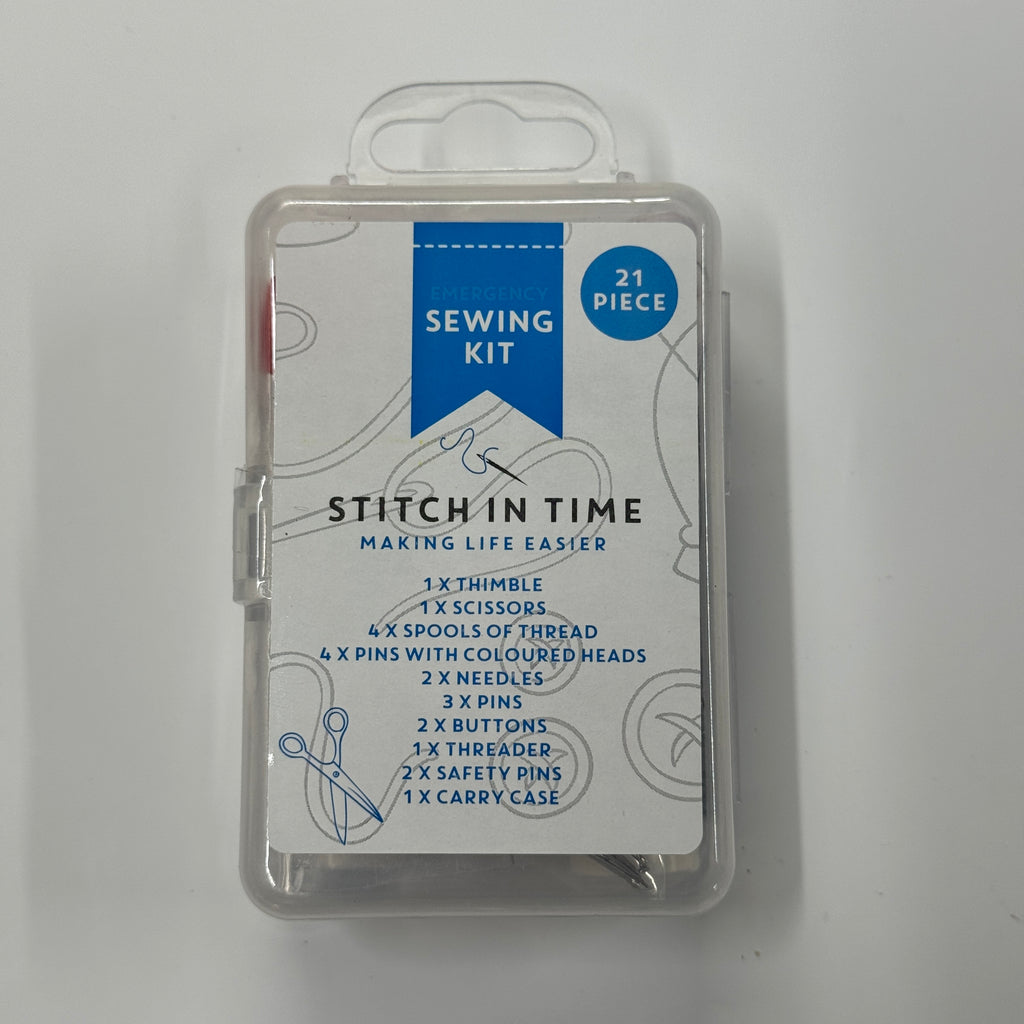 EMERGENCY
SEWING
KIT
21
PIECE
STITCH IN TIME
MAKING LIFE EASIER
1 X THIMBLE
1 X SCISSORS
4 X SPOOLS OF THREAD
4 X PINS WITH COLOURED HEADS
2 X NEEDLES
3 X PINS
2 X BUTTONS
1 X THREADER
2 X SAFETY PINS
1 X CARRY CASE